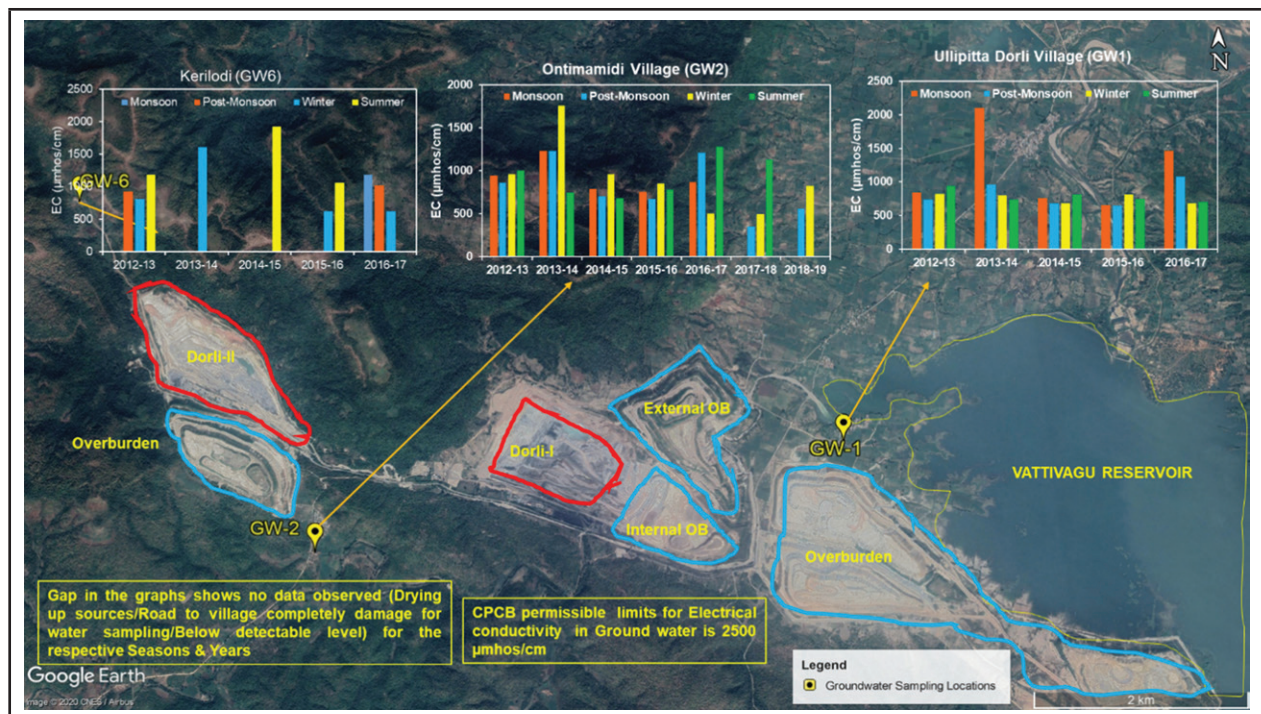 Kerilodi (GW6)
Monsoon Post-Monsoon Winter Summer
EC (µmhos/cm)
2500
2000
1500
1000
500
0
2012-13 2013-14 2014-15 2015-16 2016-17
Ontimamidi Village (GW2)
Monsoon Post-Monsoon Winter Summer
EC (µmhos/cm)
2000
1500
1000
500
0
2012-13 2013-14 2014-15 2015-16 2016-17 2017-18 2018-19
Ullipitta Dorli Village (GW1)
Monsoon Post-Monsoon Winter Summer
EC (µmhos/cm)
2500
2000
1500
1000
500
0
2012-13 2013-14 2014-15 2015-16 2016-17
N
GW-6
Dorli-II
Overburden
GW-2
Dorli-I
External OB
Internal OB
GW-1
Overburden
VATTIVAGU RESERVOIR
Gap in the graphs shows no data observed (Drying
up sources/Road to village completely damage for
water sampling/Below detectable level) for the
respective Seasons & Years
CPCB permissible limits for Electrical
conductivity in Ground water is 2500
µmhos/cm
Legend
Groundwater Sampling Locations
2 km
Google Earth
Image © 2020 CNES / Airbus